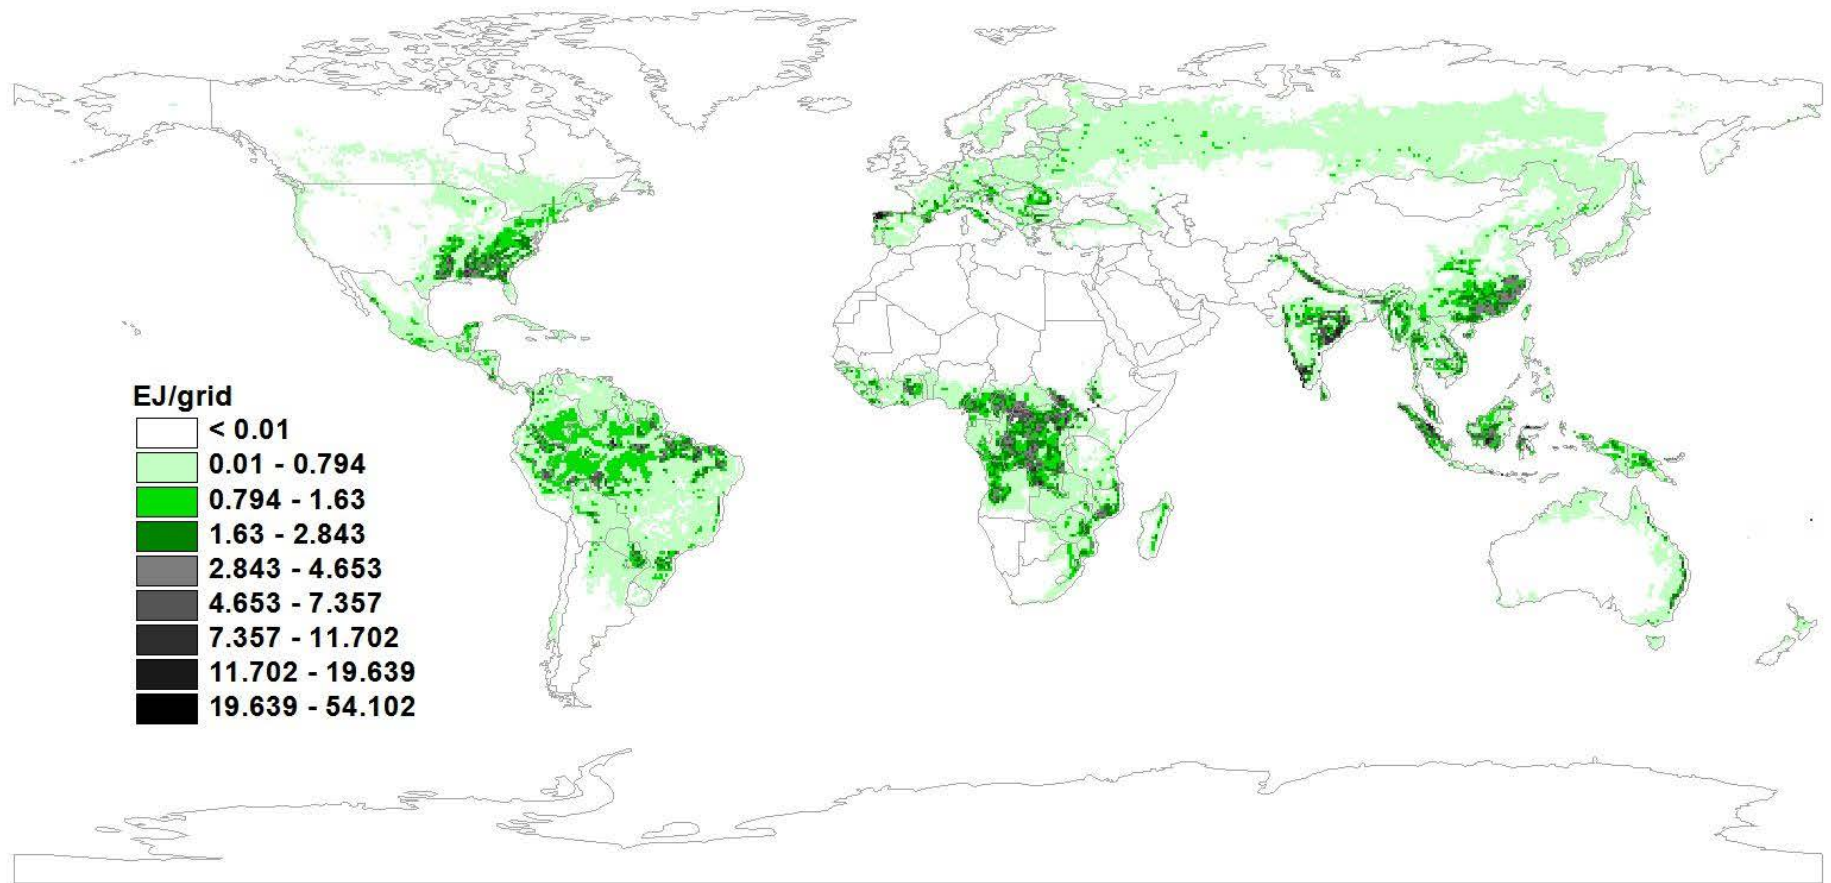 EJ/grid
< 0.01
0.01 - 0.794
0.794 - 1.63
1.63 - 2.843
2.843 - 4.653
4.653 - 7.357
7.357 - 11.702
11.702 - 19.639
19.639 - 54.102